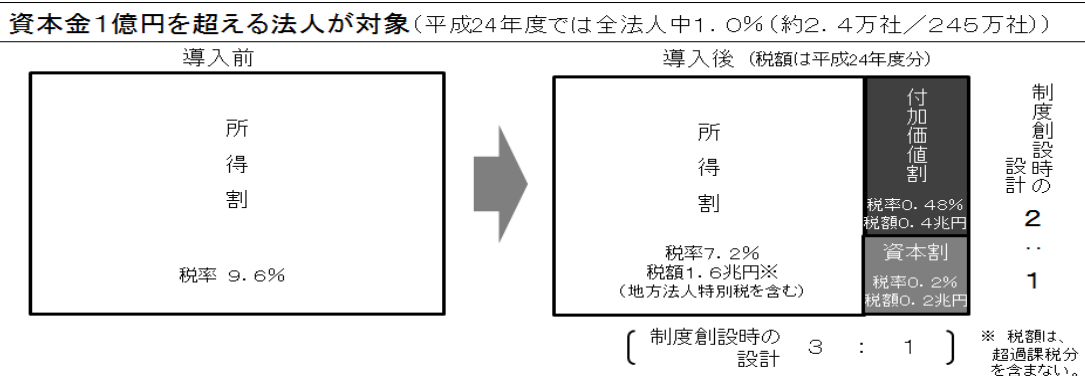 資本金1億円を超える法人が対象(平成24年度では全法人中1.0%(約2.4万社/245万社))
導入前
所
得
割
税率 9.6%
導入後 (税額は平成24年度分)
所
得
割
税率7.2%
税額1.6兆円※
(地方法人特別税を含む)
付加価値割
税率0.48%
税額0.4兆円
資本割
税率0.2%
税額0.2兆円
制度創設時の
設計
2
:
1
制度創設時の
設計
3 : 1
※ 税額は、
超過課税分
を含まない。